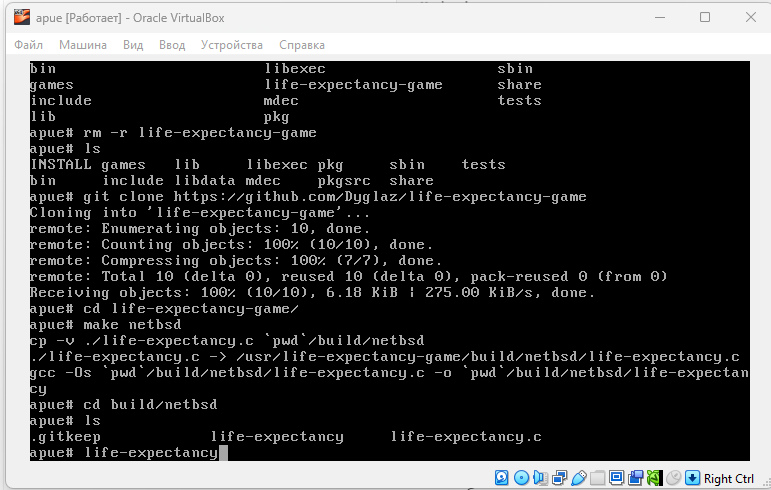 apue [Работает] - Oracle VirtualBox
Файл Машина Вид Ввод Устройства Справка
bin libexec sbin
games life-expectancy-game share
include mdec tests
lib pkg
apue# rm -r life-expectancy-game
apue# ls
INSTALL games lib libexec pkg sbin tests
bin include libdata mdec pkgsrc share
apue# git clone https://github.com/Dyglaz/life-expectancy-game
Cloning into 'life-expectancy-game'...
remote: Enumerating objects: 10, done.
remote: Counting objects: 100% (10/10), done.
remote: Compressing objects: 100% (7/7), done.
remote: Total 10 (delta 0), reused 10 (delta 0), pack-reused 0 (from 0)
Receiving objects: 100% (10/10), 6.18 KiB | 275.00 KiB/s, done.
apue# cd life-expectancy-game/
apue# make netbsd
cp -v ./life-expectancy.c `pwd`/build/netbsd
./life-expectancy.c -> /usr/life-expectancy-game/build/netbsd/life-expectancy.c
gcc -Os `pwd`/build/netbsd/life-expectancy.c -o `pwd`/build/netbsd/life-expectan
cy
apue# cd build/netbsd
apue# ls
.gitkeep life-expectancy life-expectancy.c
apue# life-expectancy
Right Ctrl